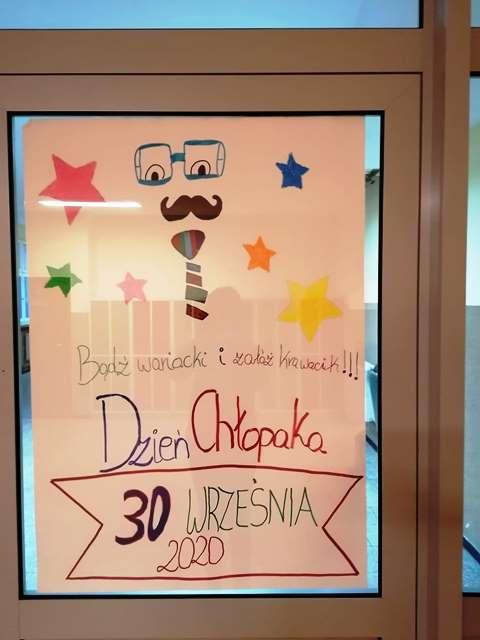 Bądź wariacki i załóż krawacik!!!
Dzień Chłopaka
30 WRZEŚNIA
2020